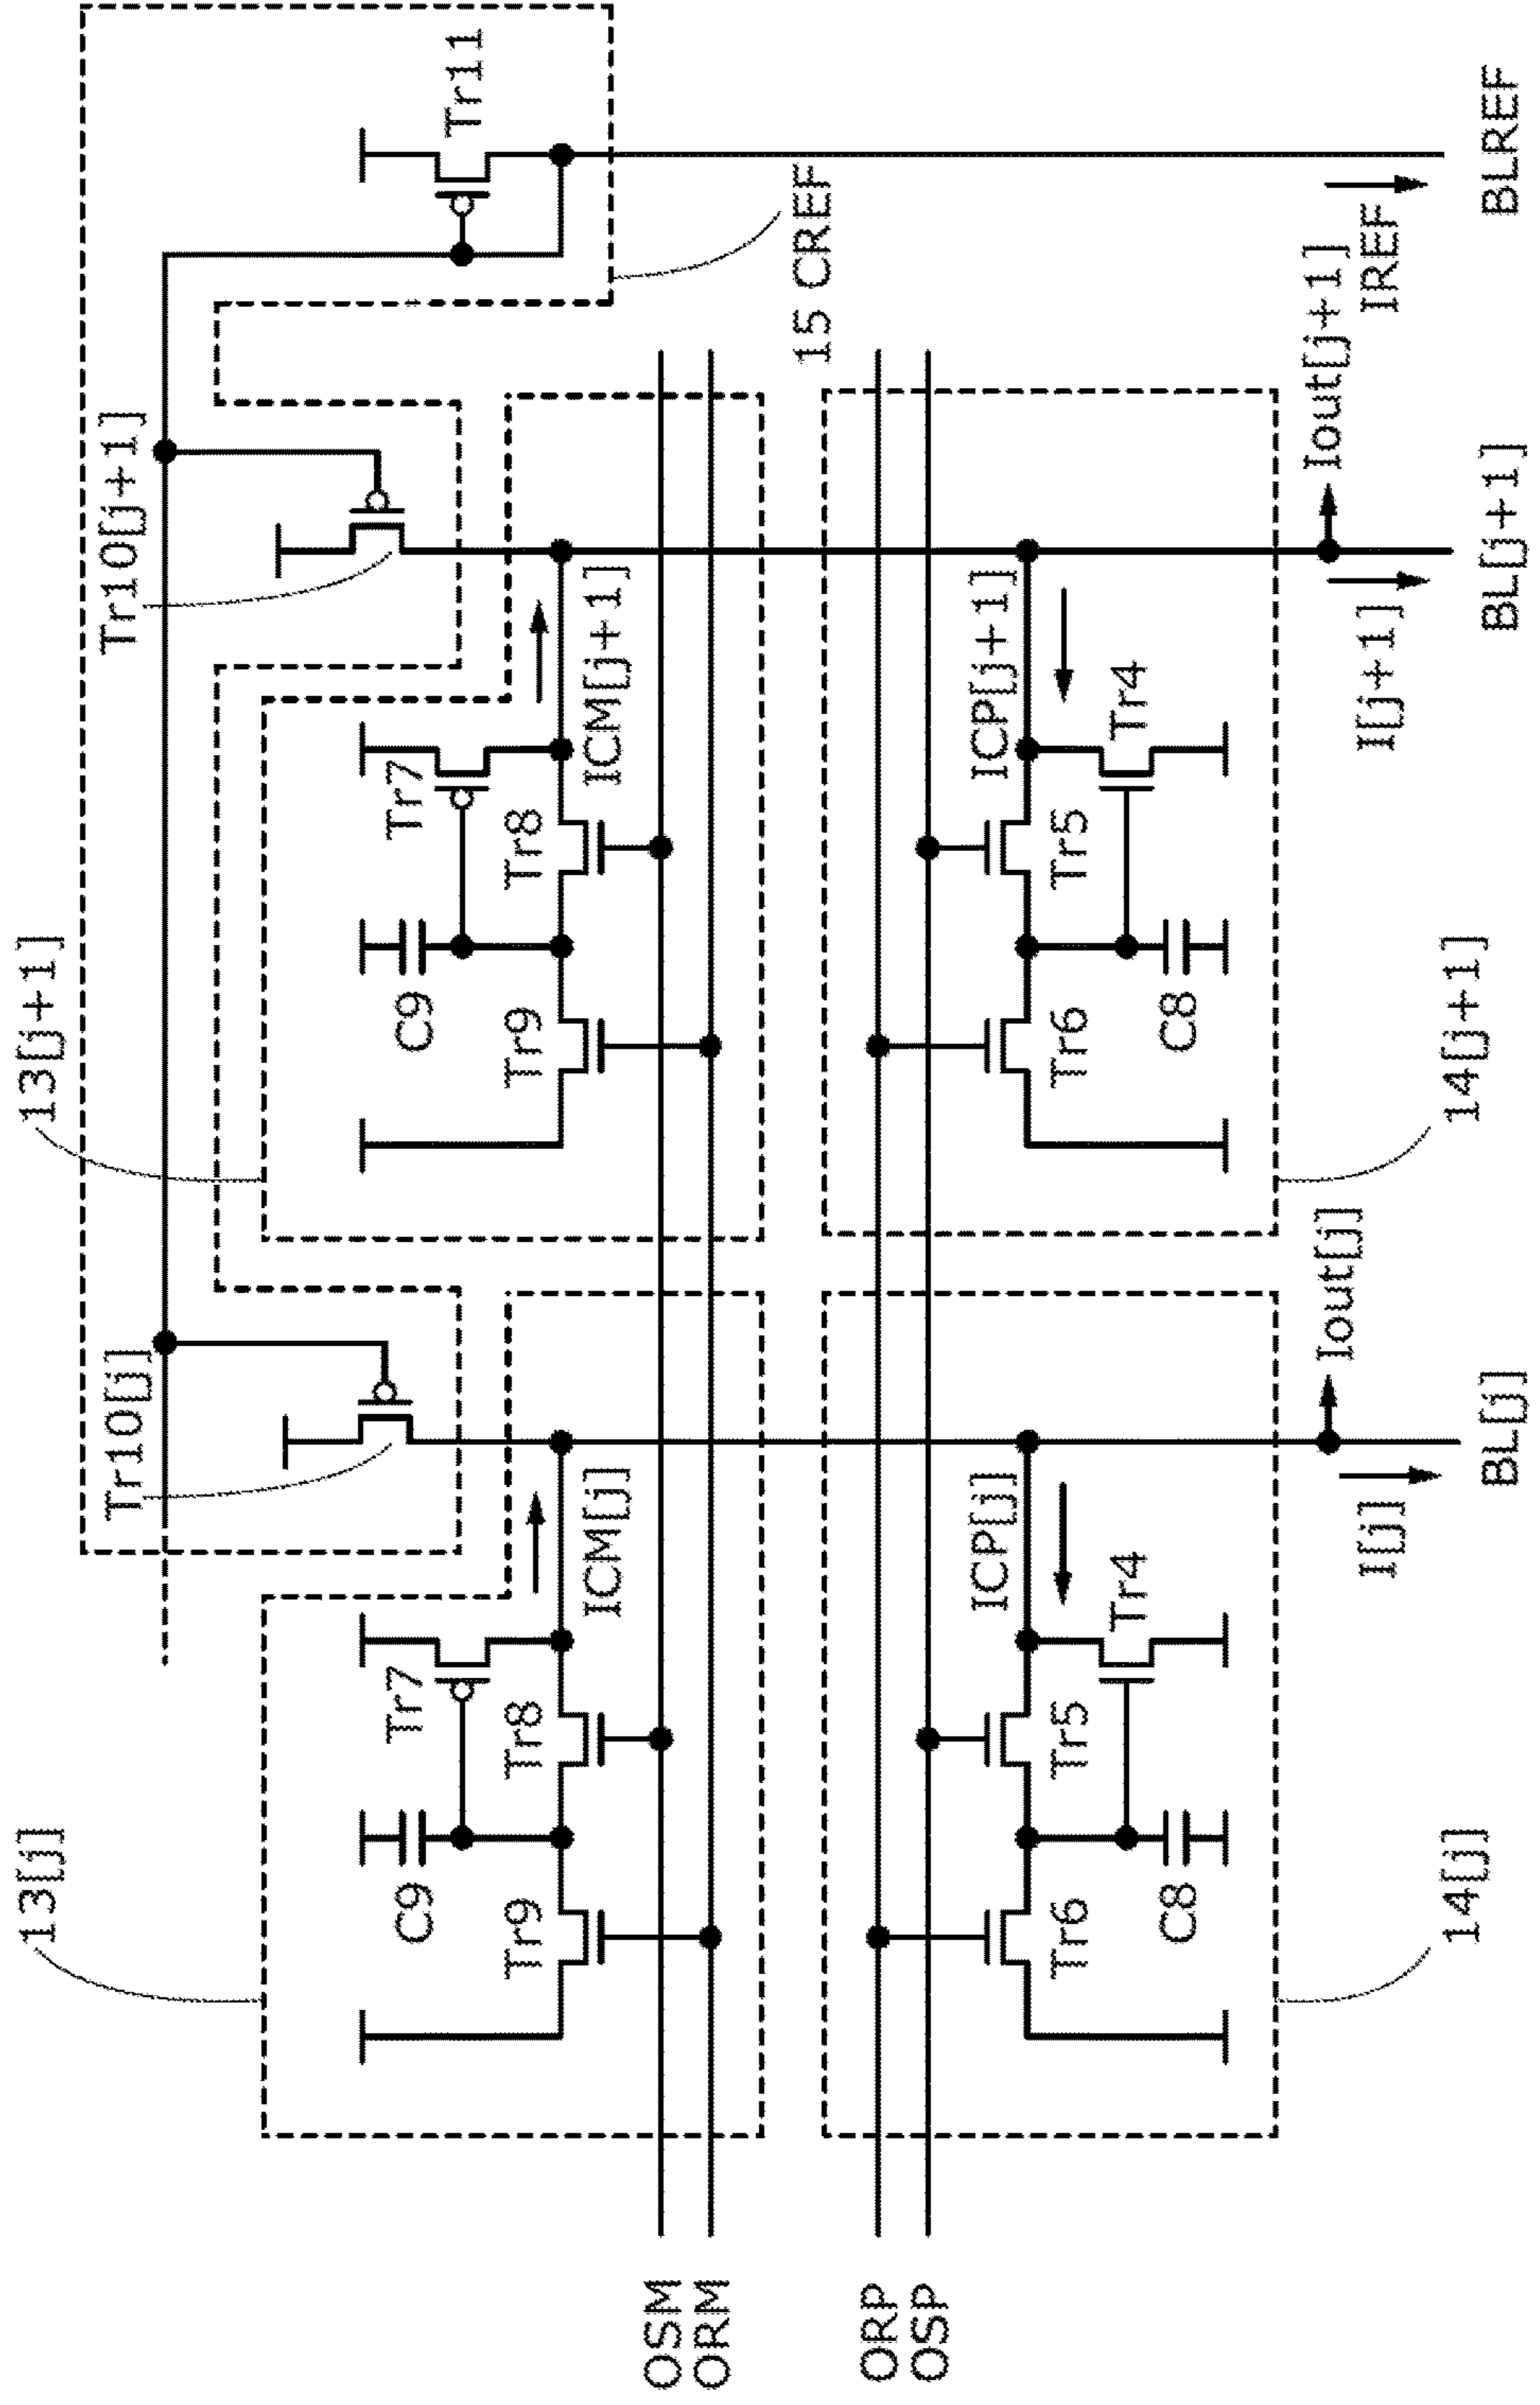 13[j]
13[j+1]
Tr10[j]
Tr10[j+1]
Tr11
C9
Tr7
C9
Tr7
Tr9
Tr8
Tr9
Tr8
ICM[j]
ICM[j+1]
OSM
ORM
15 CREF
ORP
OSP
ICP[j]
ICP[j+1]
Tr6
Tr5
Tr4
Tr6
Tr5
Tr4
C8
C8
Iout[j]
Iout[j+1]
I[j]
I[j+1]
IREF
14[j]
BL[j]
14[j+1]
BL[j+1]
BLREF